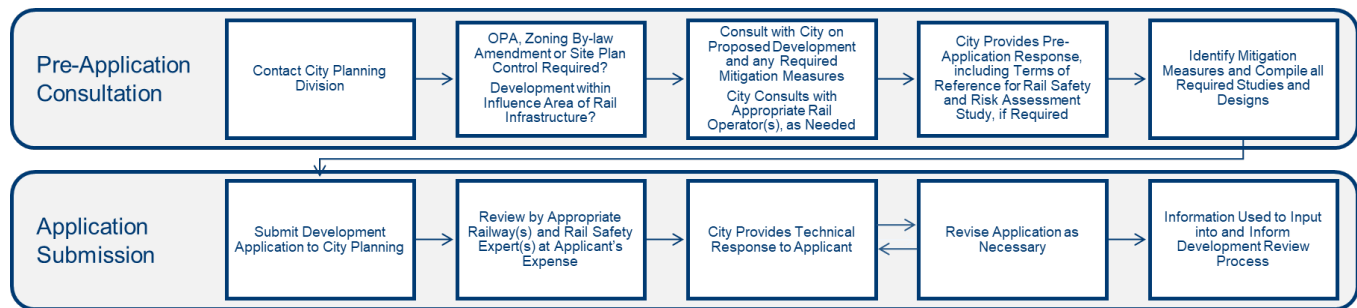 Pre-Application
Consultation
Contact City Planning
Division
OPA, Zoning By-law
Amendment or Site Plan
Control Required?
Development within
Influence Area of Rail
Infrastructure?
Consult with City on
Proposed Development
and any Required
Mitigation Measures
City Consults with
Appropriate Rail
Operator(s), as Needed
City Provides Pre-
Application Response,
including Terms of
Reference for Rail Safety
and Risk Assessment
Study, if Required
Identify Mitigation
Measures and Compile all
Required Studies and
Designs
Application
Submission
Submit Development
Application to City Planning
Review by Appropriate
Railway(s) and Rail Safety
Expert(s) at Applicant's
Expense
City Provides Technical
Response to Applicant
Revise Application as
Necessary
Information Used to Input
into and Inform
Development Review
Process